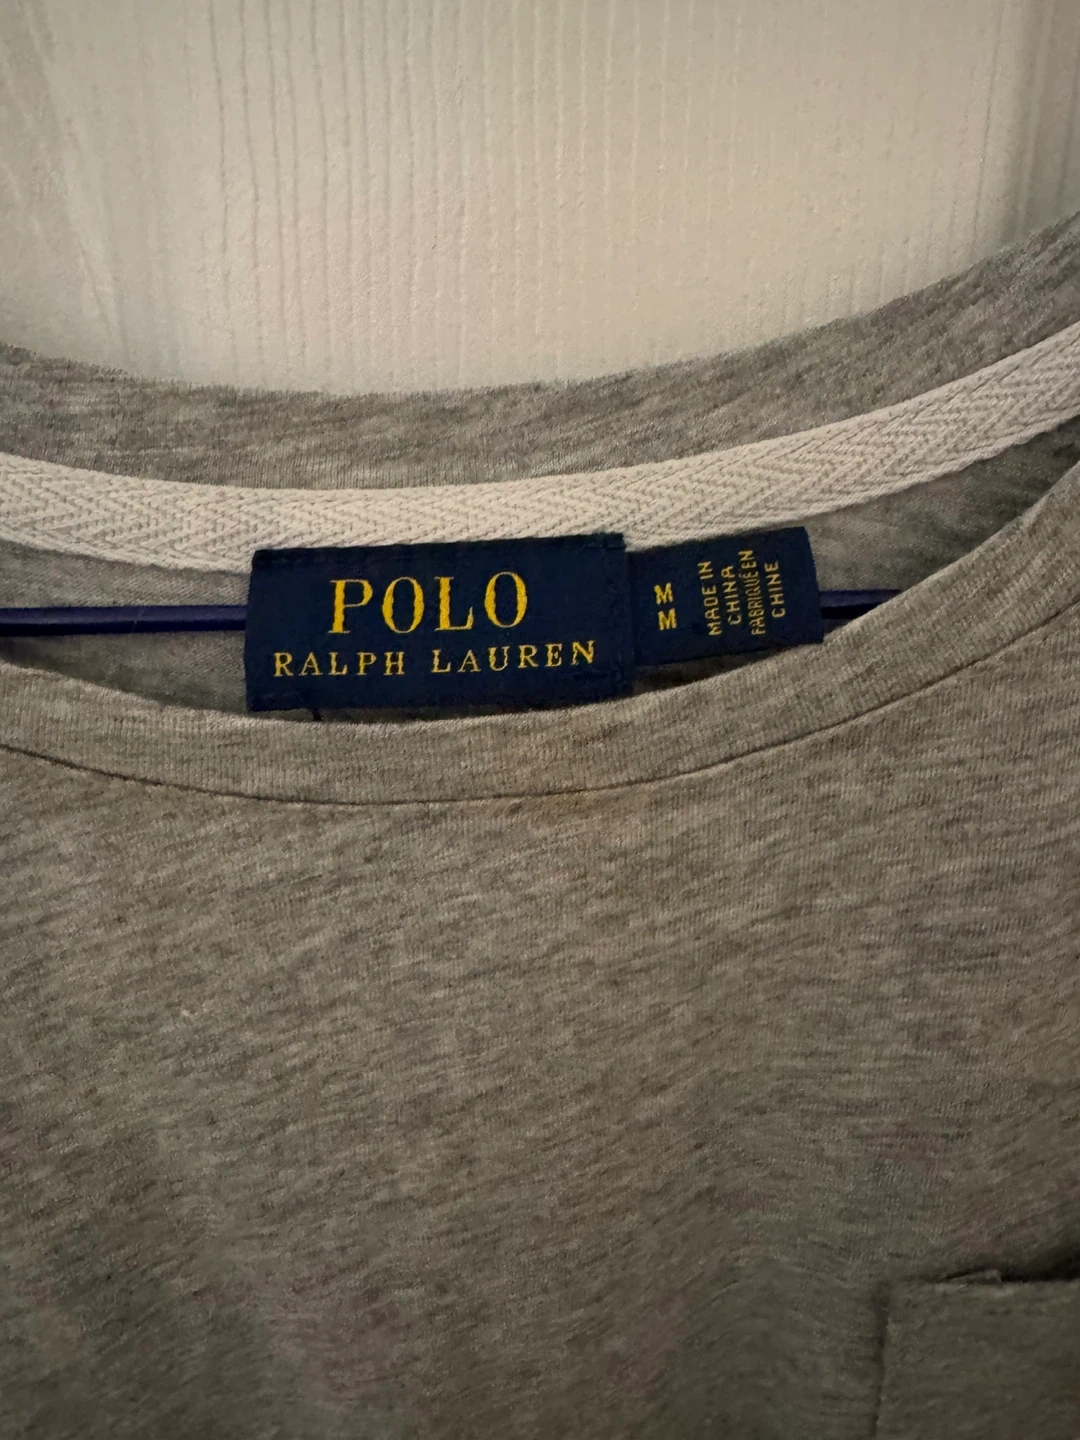 POLO
RALPH LAUREN
M
M
MADE IN
CHINA
FABRIQUÉ EN
CHINE